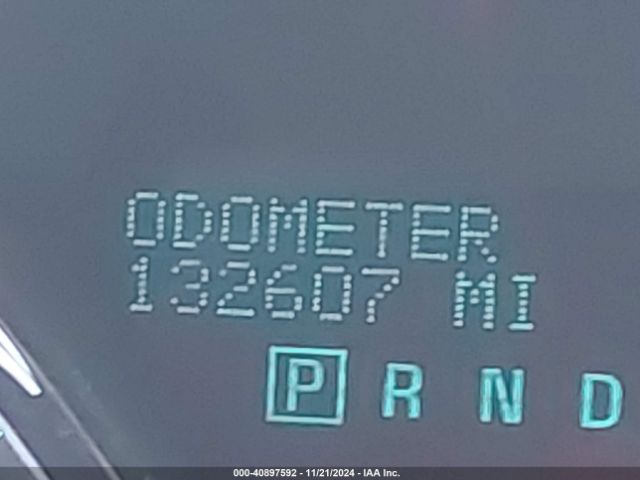 ODOMETER
132607 MI
P R N D
000-40897592 - 11/21/2024 - IAA Inc.